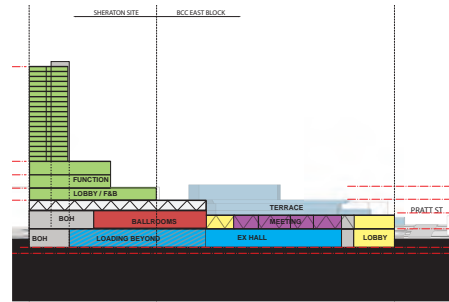 SHERATON SITE BCC EAST BLOCK
FUNCTION
LOBBY / F&B
TERRACE
PRATT ST
BOH BALLROOMS MEETING
BOH LOADING BEYOND EX HALL LOBBY